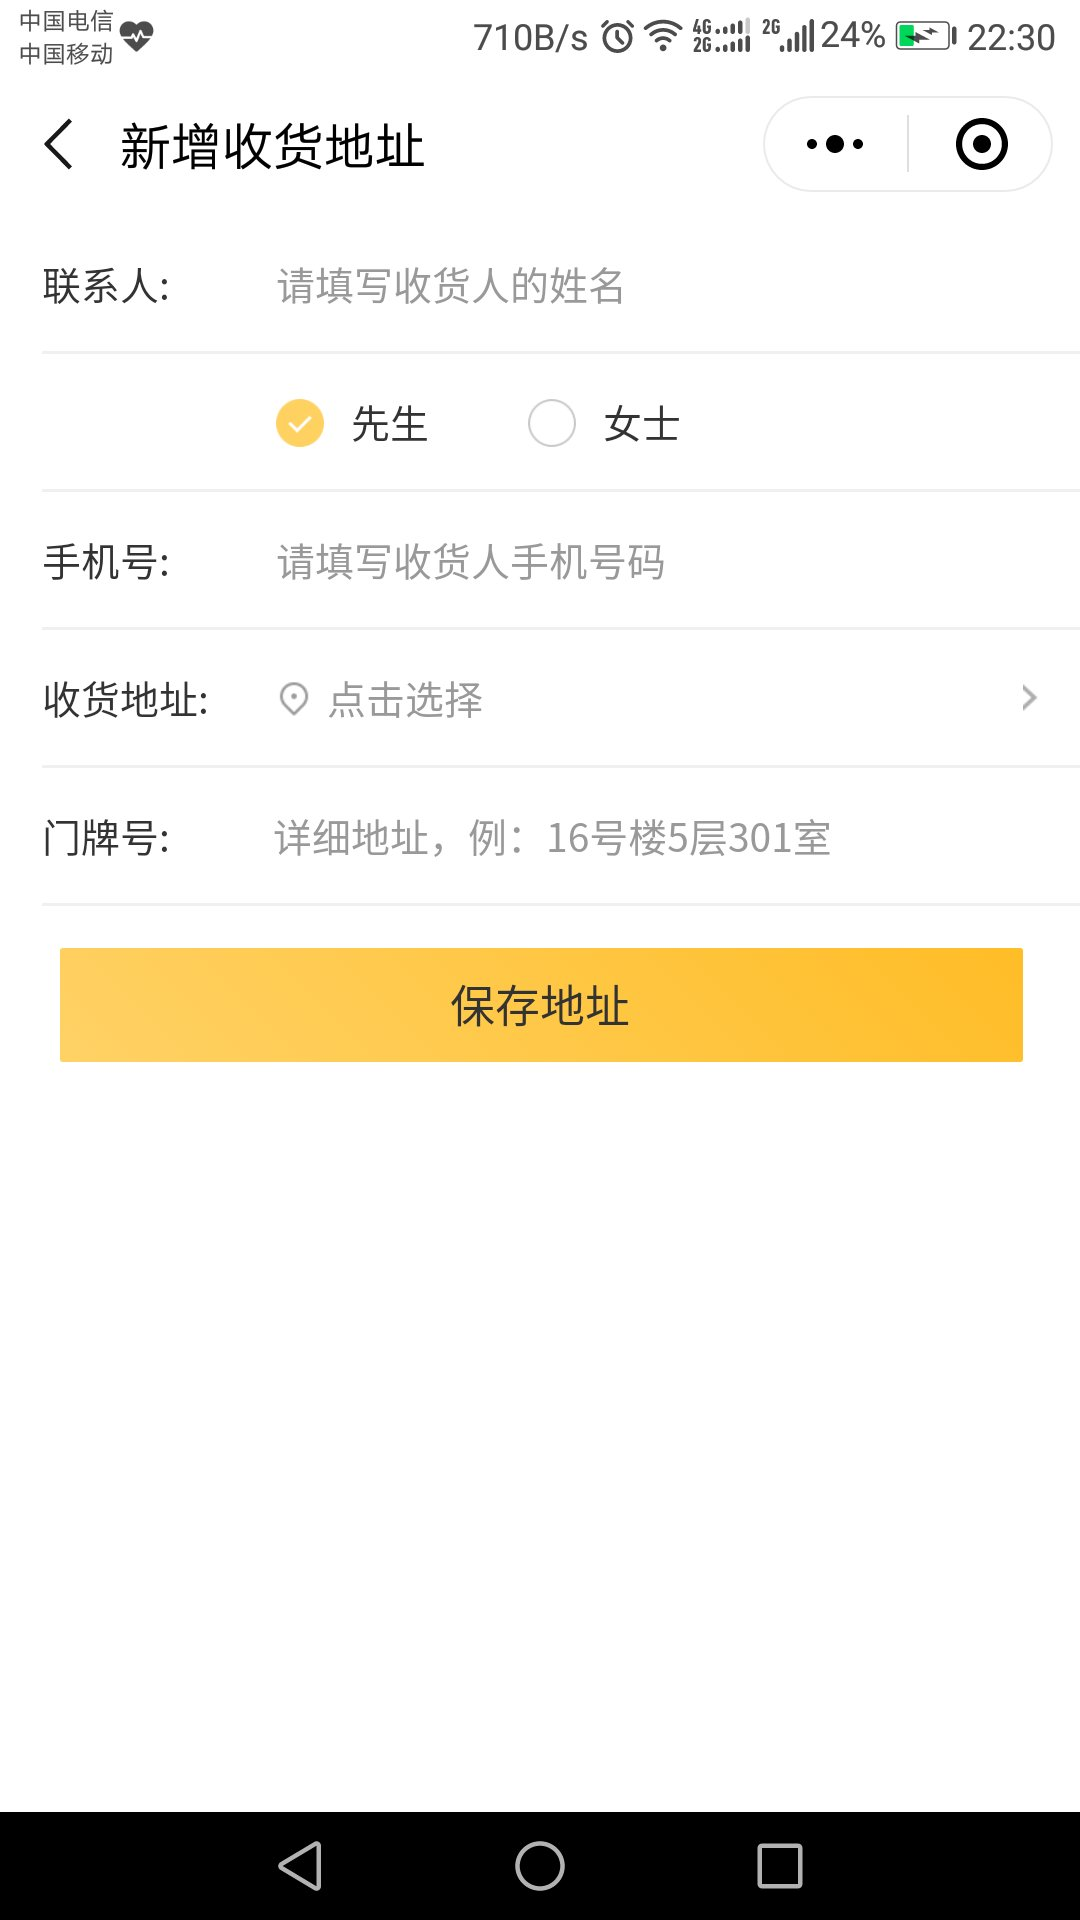 中国电信
中国移动
710B/s 4G 2G 2G 24% 22:30
新增收货地址
联系人: 请填写收货人的姓名
先生 女士
手机号: 请填写收货人手机号码
收货地址: 点击选择
门牌号: 详细地址，例：16号楼5层301室
保存地址